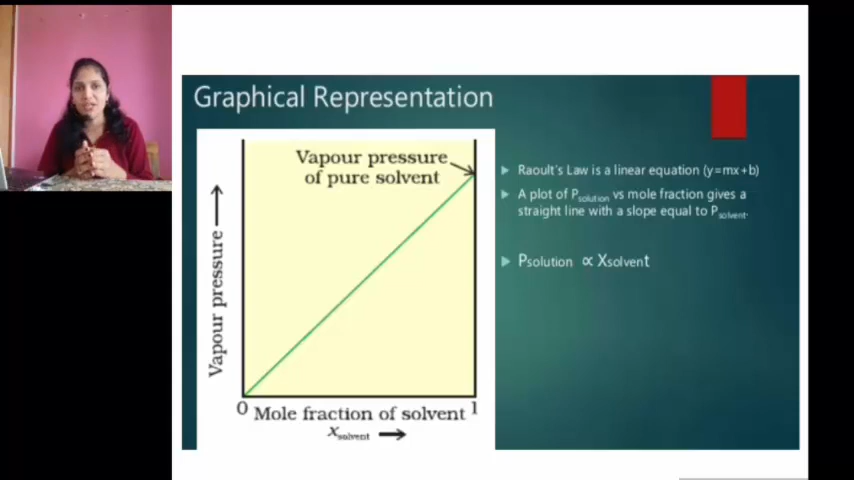 Graphical Representation
Vapour pressure
of pure solvent
Vapour pressure
0 Mole fraction of solvent 1
xsolvent
Raoult's Law is a linear equation (y=mx+b)
A plot of Psolution vs mole fraction gives a
straight line with a slope equal to Psolvent.
Psolution ∝ Xsolvent